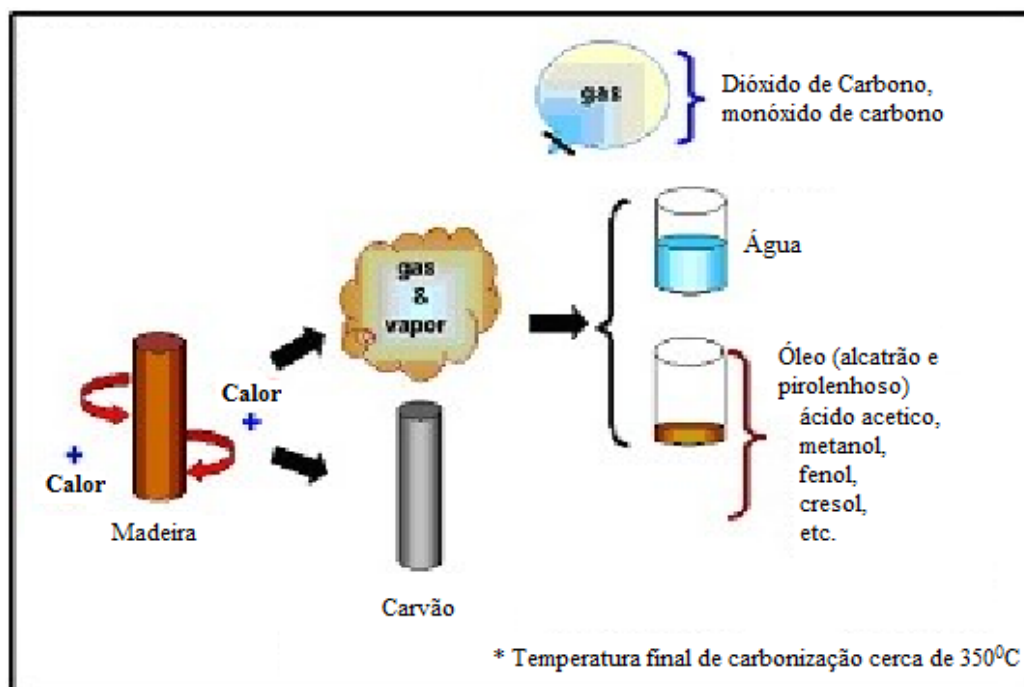 gas
Dióxido de Carbono,
monóxido de carbono
Água
gas
&
vapor
Óleo (alcatrão e
pirolenhoso)
ácido acetico,
metanol,
fenol,
cresol,
etc.
Calor
+
+
Calor
Madeira
Carvão
* Temperatura final de carbonização cerca de 350⁰C